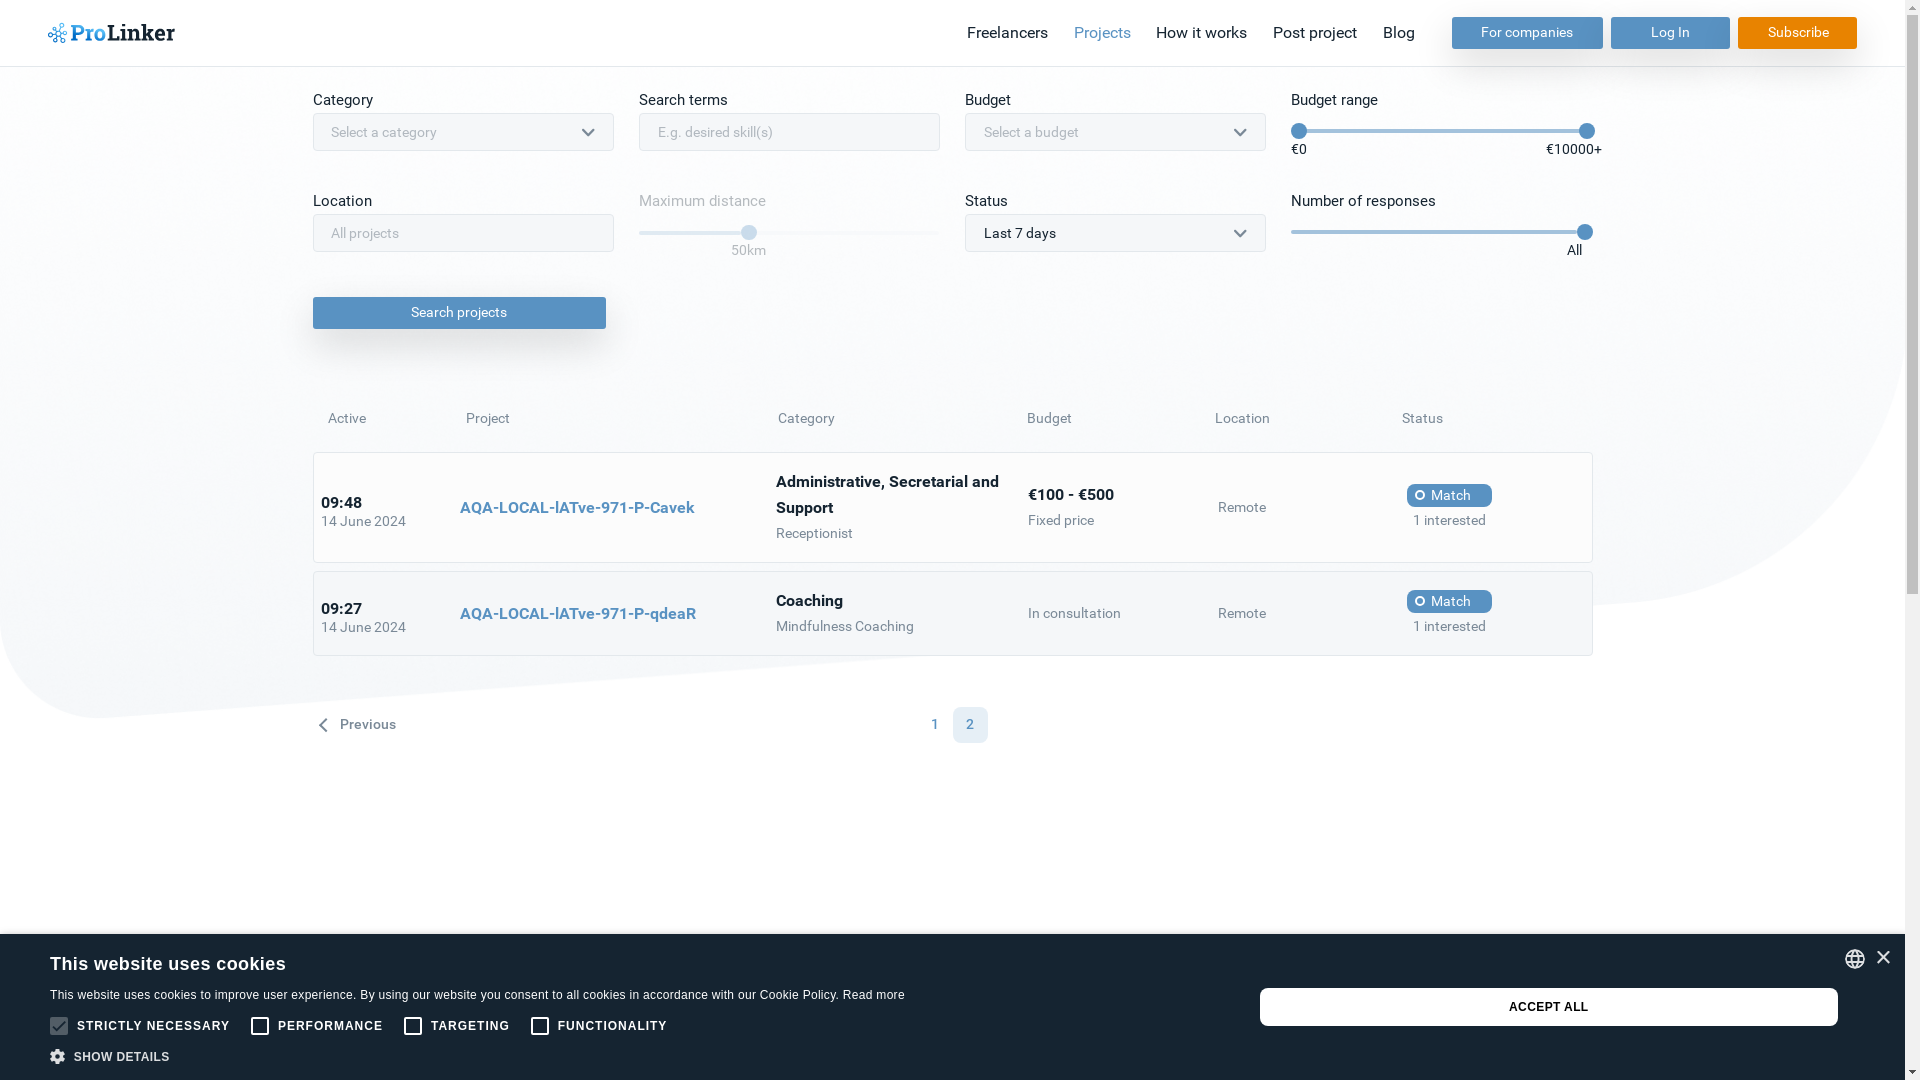 ProLinker
Freelancers Projects How it works Post project Blog For companies Log In Subscribe
Category Search terms Budget Budget range
Select a category E.g. desired skill(s) Select a budget
€0 €10000+
Location Maximum distance Status Number of responses
All projects Last 7 days
50km All
Search projects
Active Project Category Budget Location Status
09:48
14 June 2024
AQA-LOCAL-lATve-971-P-Cavek
Administrative, Secretarial and
Support
Receptionist
€100 - €500
Fixed price
Remote
Match
1 interested
09:27
14 June 2024
AQA-LOCAL-lATve-971-P-qdeaR
Coaching
Mindfulness Coaching
In consultation
Remote
Match
1 interested
Previous 1 2
This website uses cookies
This website uses cookies to improve user experience. By using our website you consent to all cookies in accordance with our Cookie Policy. Read more
STRICTLY NECESSARY PERFORMANCE TARGETING FUNCTIONALITY
SHOW DETAILS
ACCEPT ALL